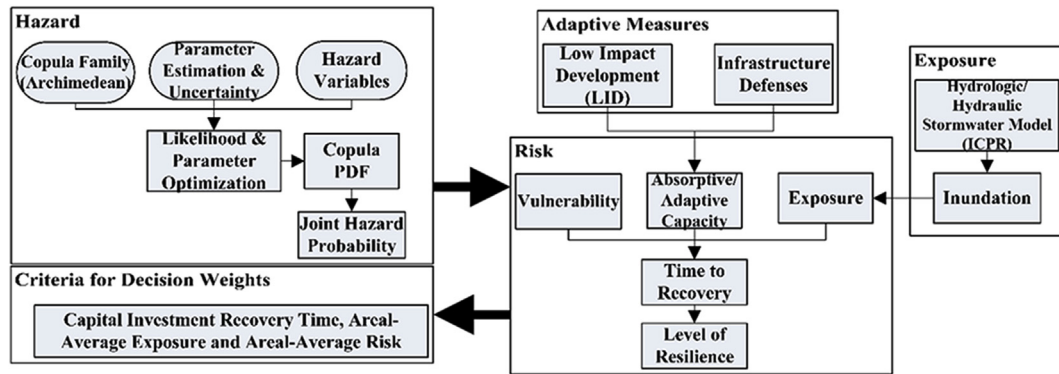 Hazard
Copula Family
(Archimedean)
Parameter
Estimation &
Uncertainty
Hazard
Variables
Likelihood &
Parameter
Optimization
Copula
PDF
Joint Hazard
Probability
Criteria for Decision Weights
Capital Investment Recovery Time, Areal-
Average Exposure and Areal-Average Risk
Adaptive Measures
Low Impact
Development
(LID)
Infrastructure
Defenses
Risk
Vulnerability
Absorptive/
Adaptive
Capacity
Exposure
Time to
Recovery
Level of
Resilience
Exposure
Hydrologic/
Hydraulic
Stormwater Model
(ICPR)
Inundation